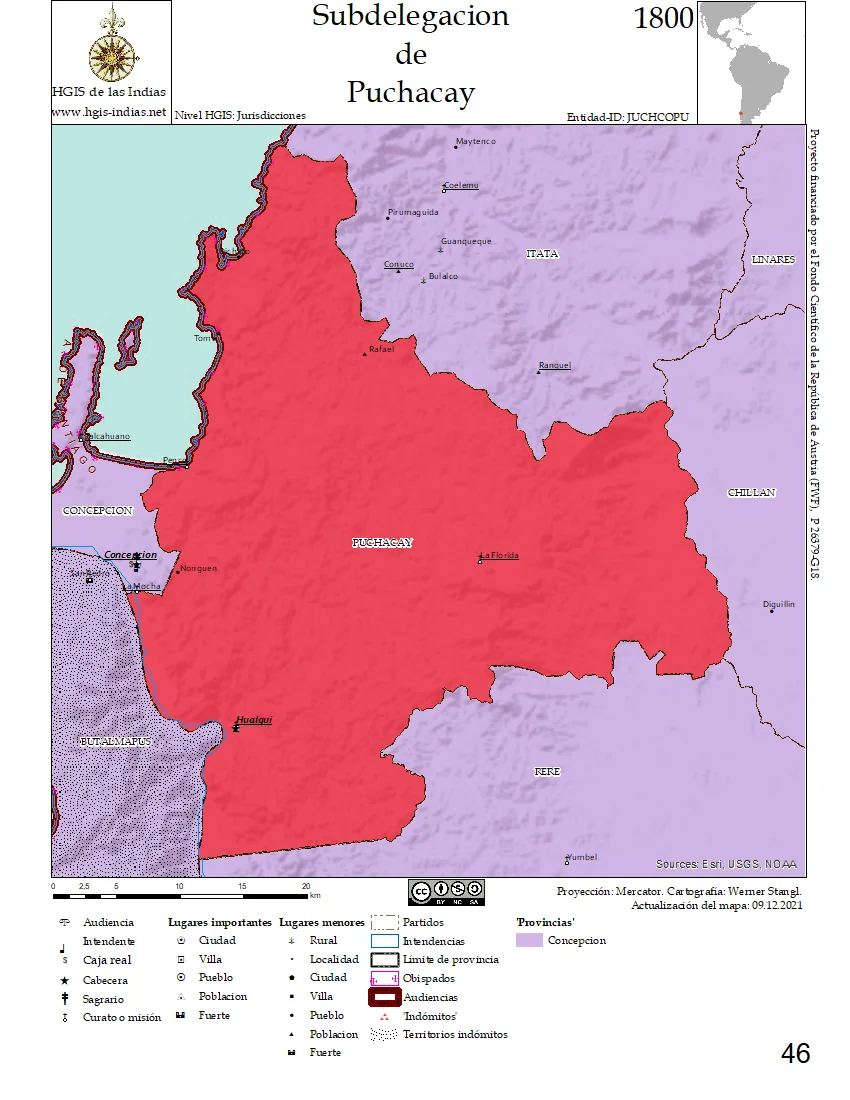 Subdelegacion
de
Puchacay
1800
HGIS de las Indias
www.hgis-indias.net
Nivel HGIS: Jurisdicciones
Entidad-ID: JUCHCOPU
Maytenco
Coelemu
Pirumaguida
Guanqueque
ITATA
LINARES
Conuco
Bulalco
Rafael
Ranquel
CONCEPCION
CHILLAN
PUCHACAY
La Florida
Concepcion
Noriguen
La Mocha
Diguillin
Hualqui
BUTALMAPUS
RERE
Yumbel
Sources: Esri, USGS, NOAA
Proyecto financiado por el Fondo Científico de la República de Austria (FWF), P 26379-G18.
0 2,5 5 10 15 20
km
CC BY NC SA
Proyección: Mercator. Cartografía: Werner Stangl.
Actualización del mapa: 09.12.2021
Audiencia
Intendente
Caja real
Cabecera
Sagrario
Curato o misión
Lugares importantes
Ciudad
Villa
Pueblo
Poblacion
Fuerte
Lugares menores
Rural
Localidad
Ciudad
Villa
Pueblo
Poblacion
Fuerte
Partidos
Intendencias
Límite de provincia
Obispados
Audiencias
'Indómitos'
Territorios indómitos
'Provincias'
Concepcion
46